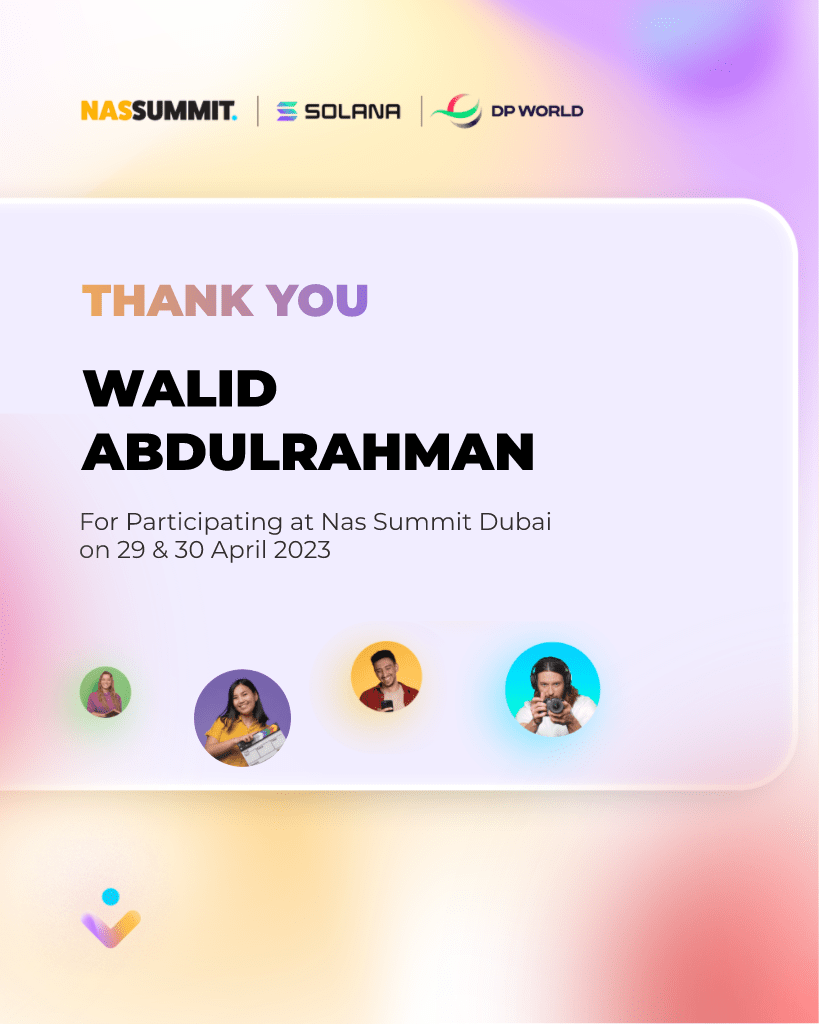 NASSUMMIT. SOLANA DP WORLD
THANK YOU
WALID
ABDULRAHMAN
For Participating at Nas Summit Dubai
on 29 & 30 April 2023